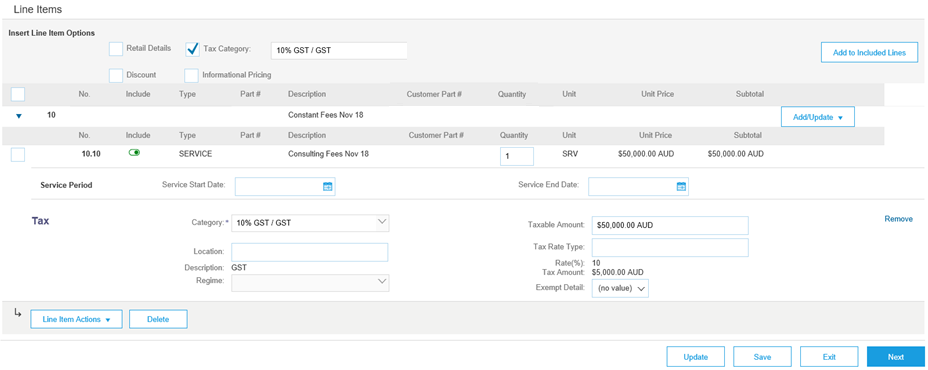 Line Items
Insert Line Item Options
Retail Details Tax Category: 10% GST / GST
Add to Included Lines
Discount Informational Pricing
No. Include Type Part # Description Customer Part # Quantity Unit Unit Price Subtotal
10 Constant Fees Nov 18 Add/Update
No. Include Type Part # Description Customer Part # Quantity Unit Unit Price Subtotal
10.10 SERVICE Consulting Fees Nov 18 1 SRV $50,000.00 AUD $50,000.00 AUD
Service Period Service Start Date: Service End Date:
Tax Category:* 10% GST / GST Taxable Amount: $50,000.00 AUD Remove
Location: Tax Rate Type:
Description: GST Rate(%): 10
Regime: Tax Amount: $5,000.00 AUD
Exempt Detail: (no value)
Line Item Actions Delete
Update Save Exit Next